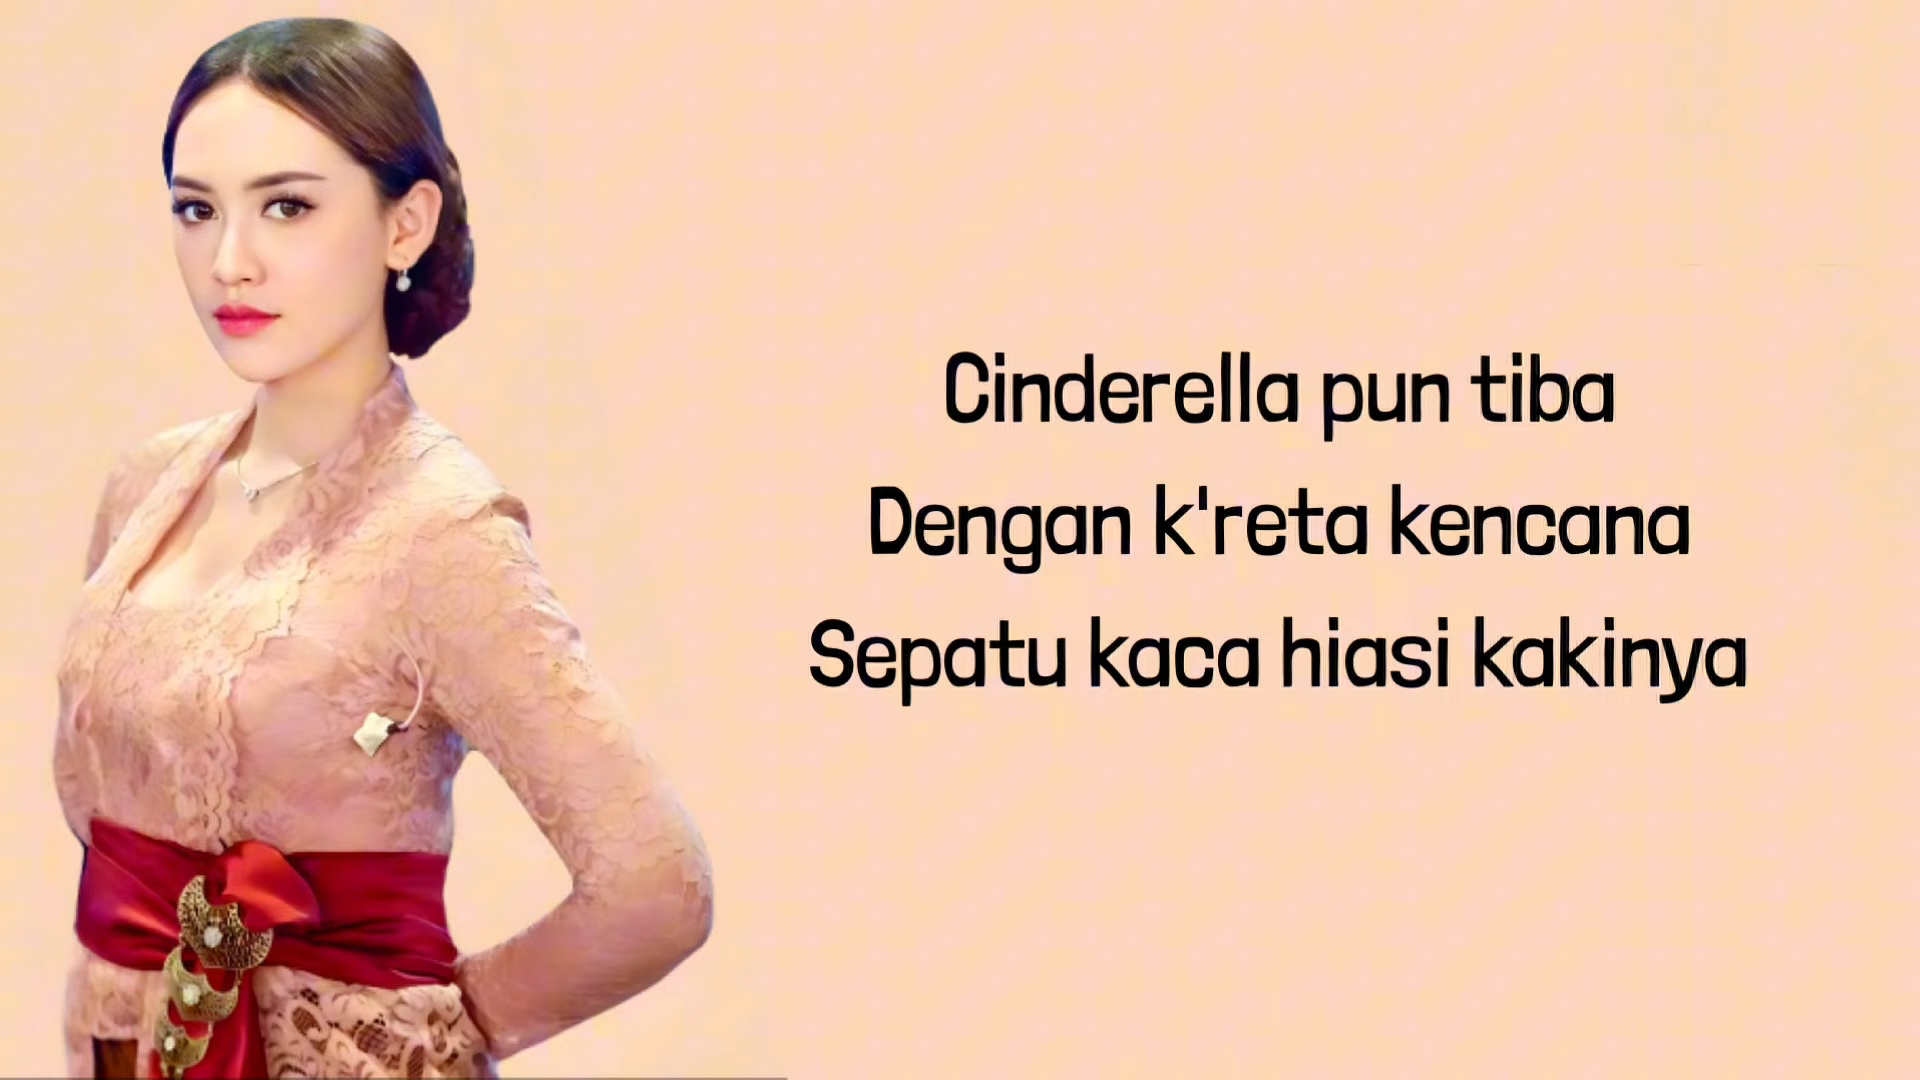 Cinderella pun tiba
Dengan k'reta kencana
Sepatu kaca hiasi kakinya